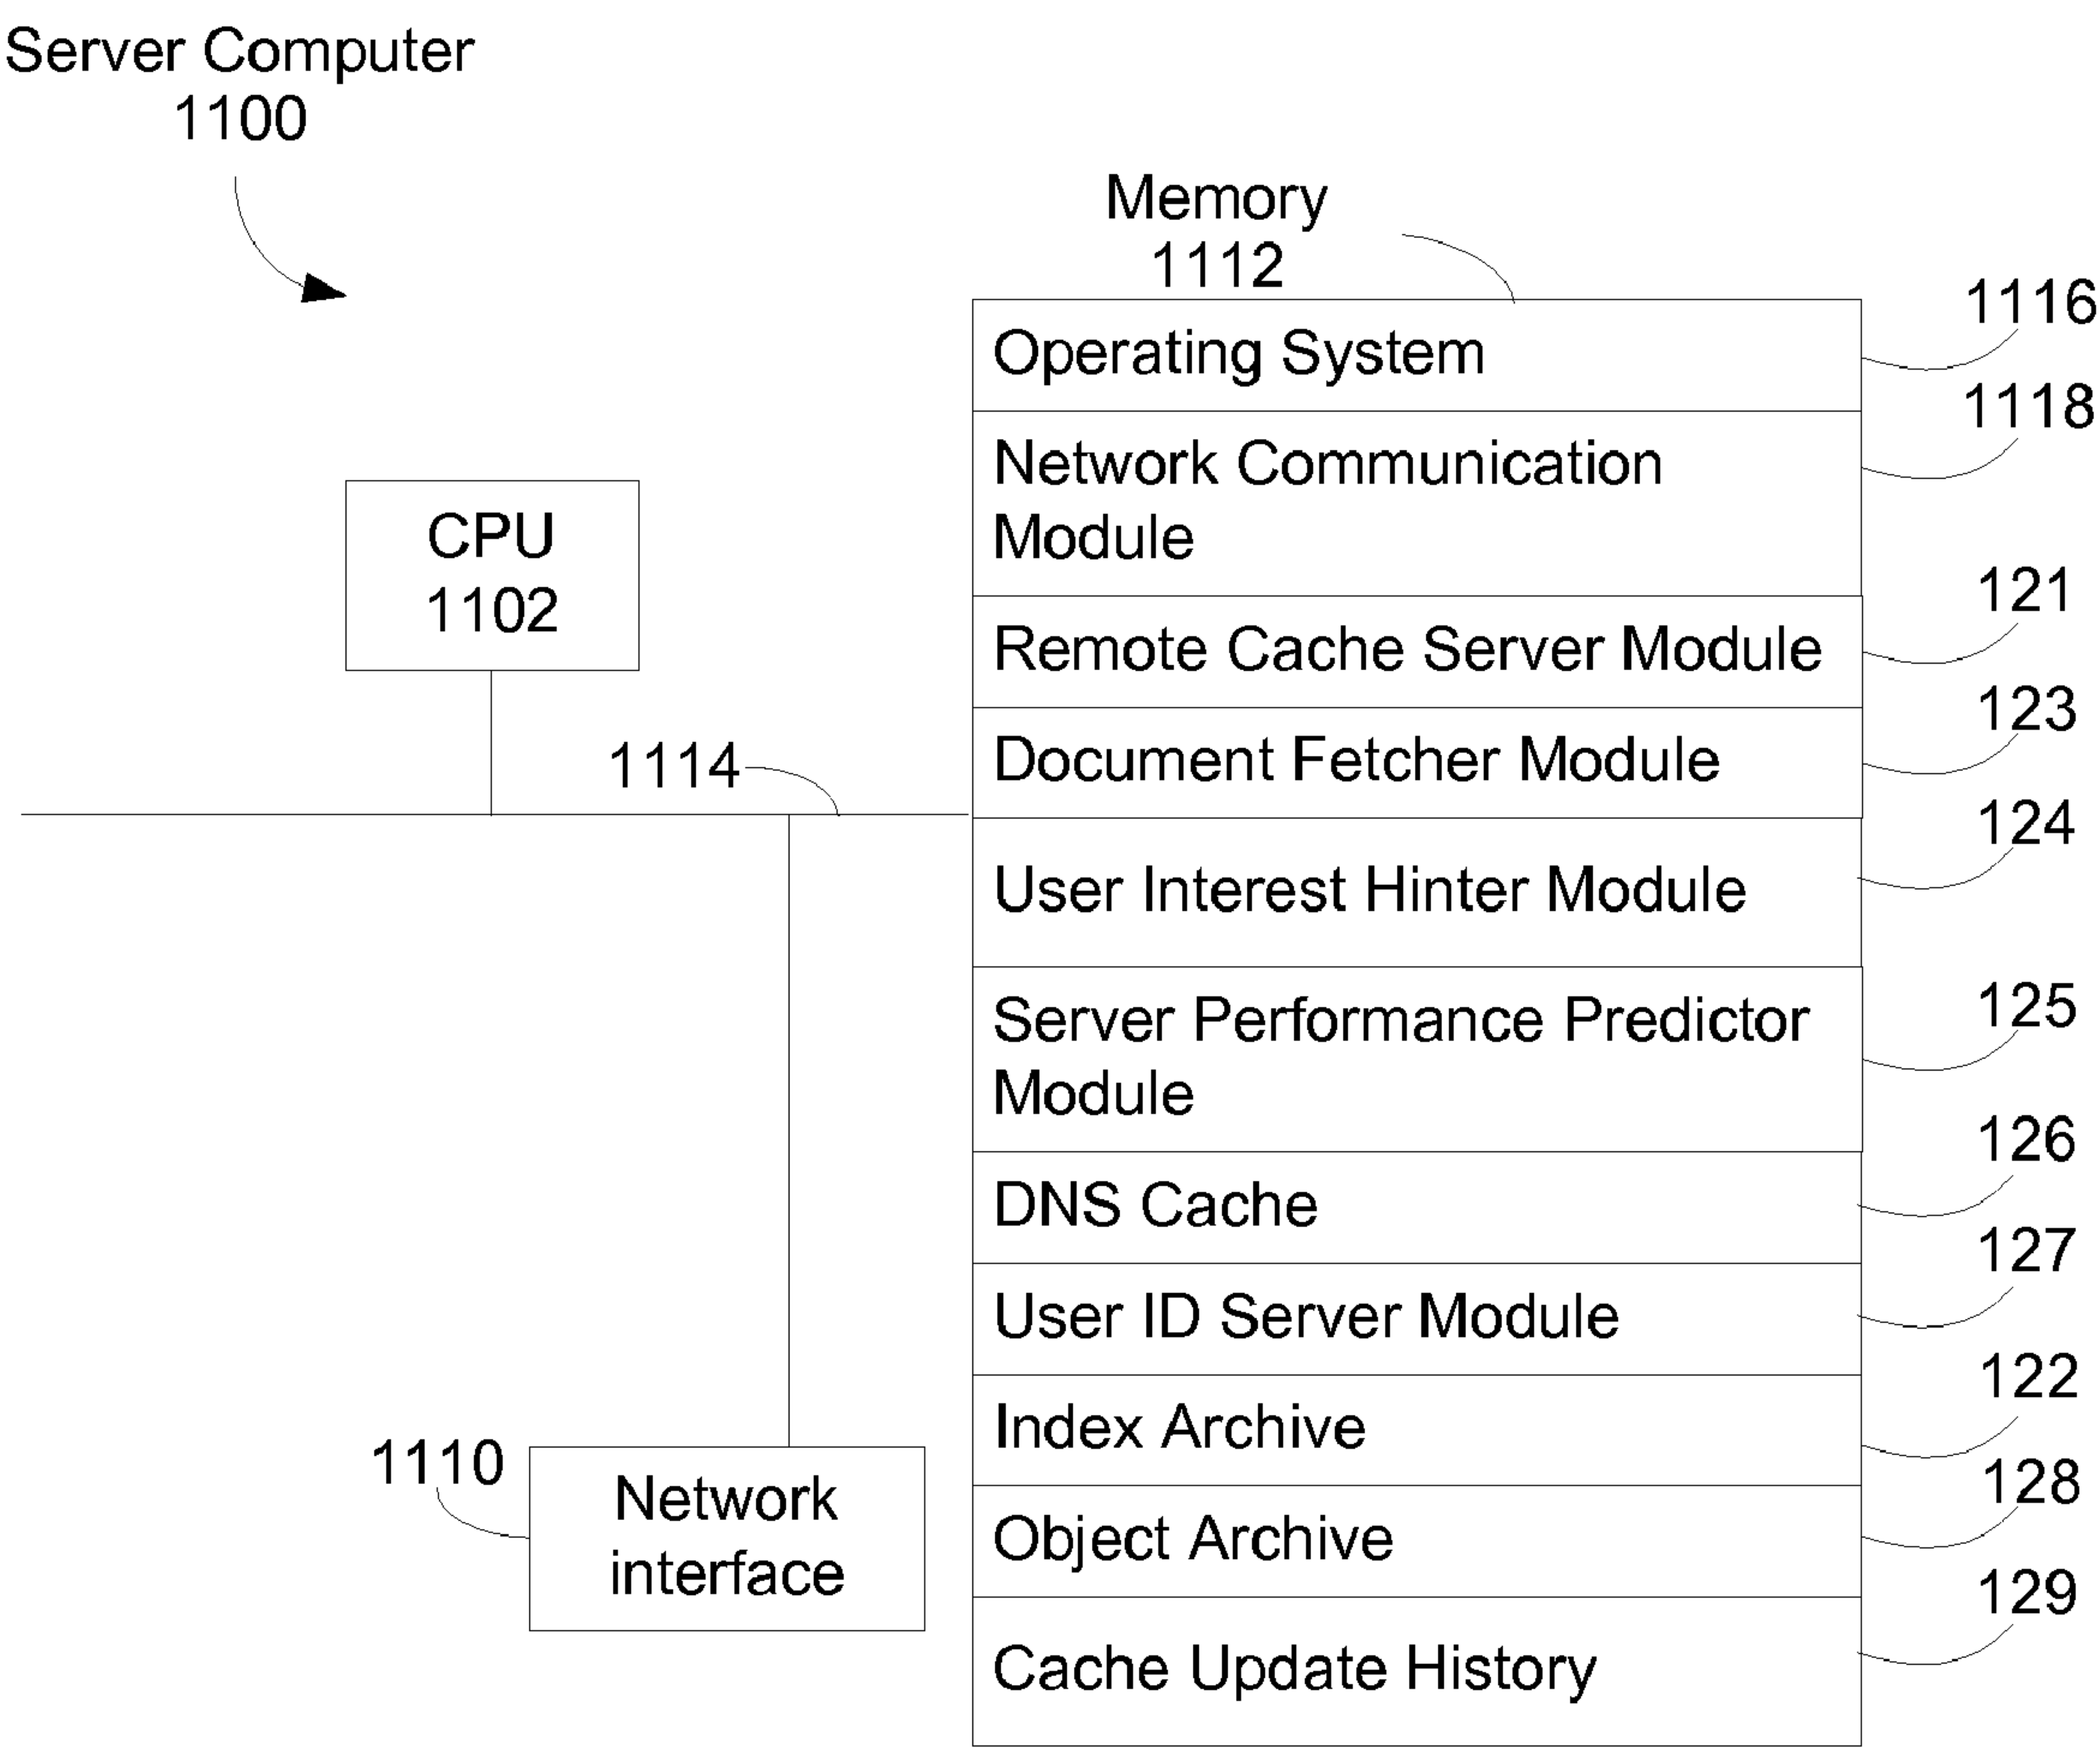 Server Computer
1100
Memory
1112
Operating System
1116
Network Communication
Module
1118
CPU
1102
Remote Cache Server Module
121
Document Fetcher Module
123
1114
User Interest Hinter Module
124
Server Performance Predictor
Module
125
DNS Cache
126
User ID Server Module
127
Index Archive
122
1110
Network
interface
Object Archive
128
Cache Update History
129